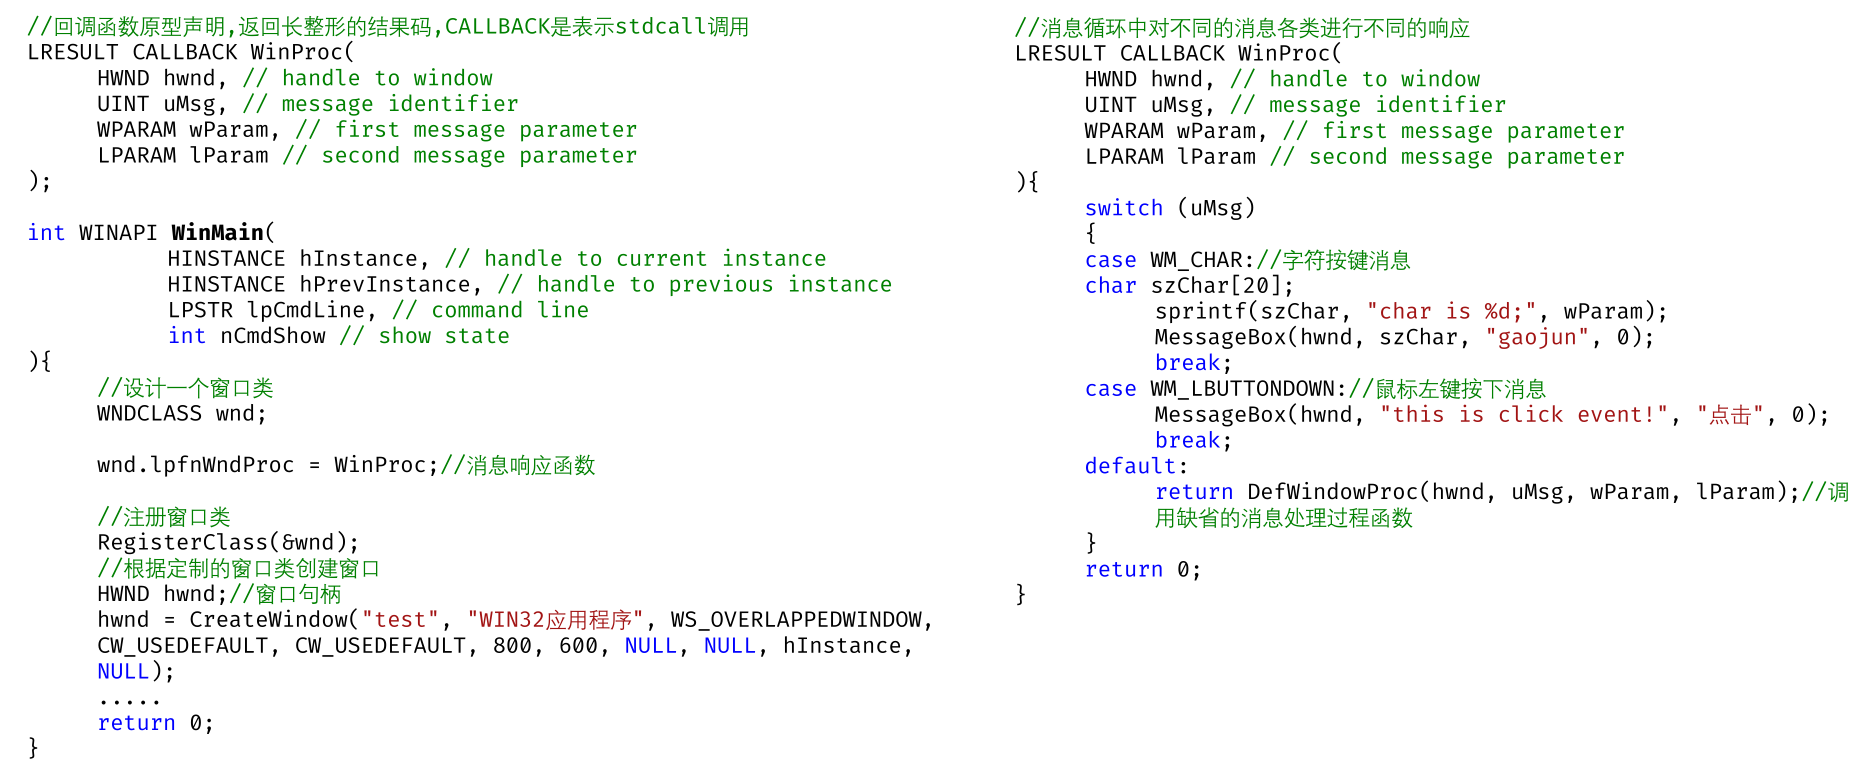 //回调函数原型声明,返回长整形的结果码,CALLBACK是表示stdcall调用
LRESULT CALLBACK WinProc(
HWND hwnd, // handle to window
UINT uMsg, // message identifier
WPARAM wParam, // first message parameter
LPARAM lParam // second message parameter
);
int WINAPI WinMain(
HINSTANCE hInstance, // handle to current instance
HINSTANCE hPrevInstance, // handle to previous instance
LPSTR lpCmdLine, // command line
int nCmdShow // show state
){
//设计一个窗口类
WNDCLASS wnd;
wnd.lpfnWndProc = WinProc;//消息响应函数
//注册窗口类
RegisterClass(&wnd);
//根据定制的窗口类创建窗口
HWND hwnd;//窗口句柄
hwnd = CreateWindow("test", "WIN32应用程序", WS_OVERLAPPEDWINDOW,
CW_USEDEFAULT, CW_USEDEFAULT, 800, 600, NULL, NULL, hInstance,
NULL);
.....
return 0;
}
//消息循环中对不同的消息各类进行不同的响应
LRESULT CALLBACK WinProc(
HWND hwnd, // handle to window
UINT uMsg, // message identifier
WPARAM wParam, // first message parameter
LPARAM lParam // second message parameter
){
switch (uMsg)
{
case WM_CHAR://字符按键消息
char szChar[20];
sprintf(szChar, "char is %d;", wParam);
MessageBox(hwnd, szChar, "gaojun", 0);
break;
case WM_LBUTTONDOWN://鼠标左键按下消息
MessageBox(hwnd, "this is click event!", "点击", 0);
break;
default:
return DefWindowProc(hwnd, uMsg, wParam, lParam);//调
用缺省的消息处理过程函数
}
return 0;
}